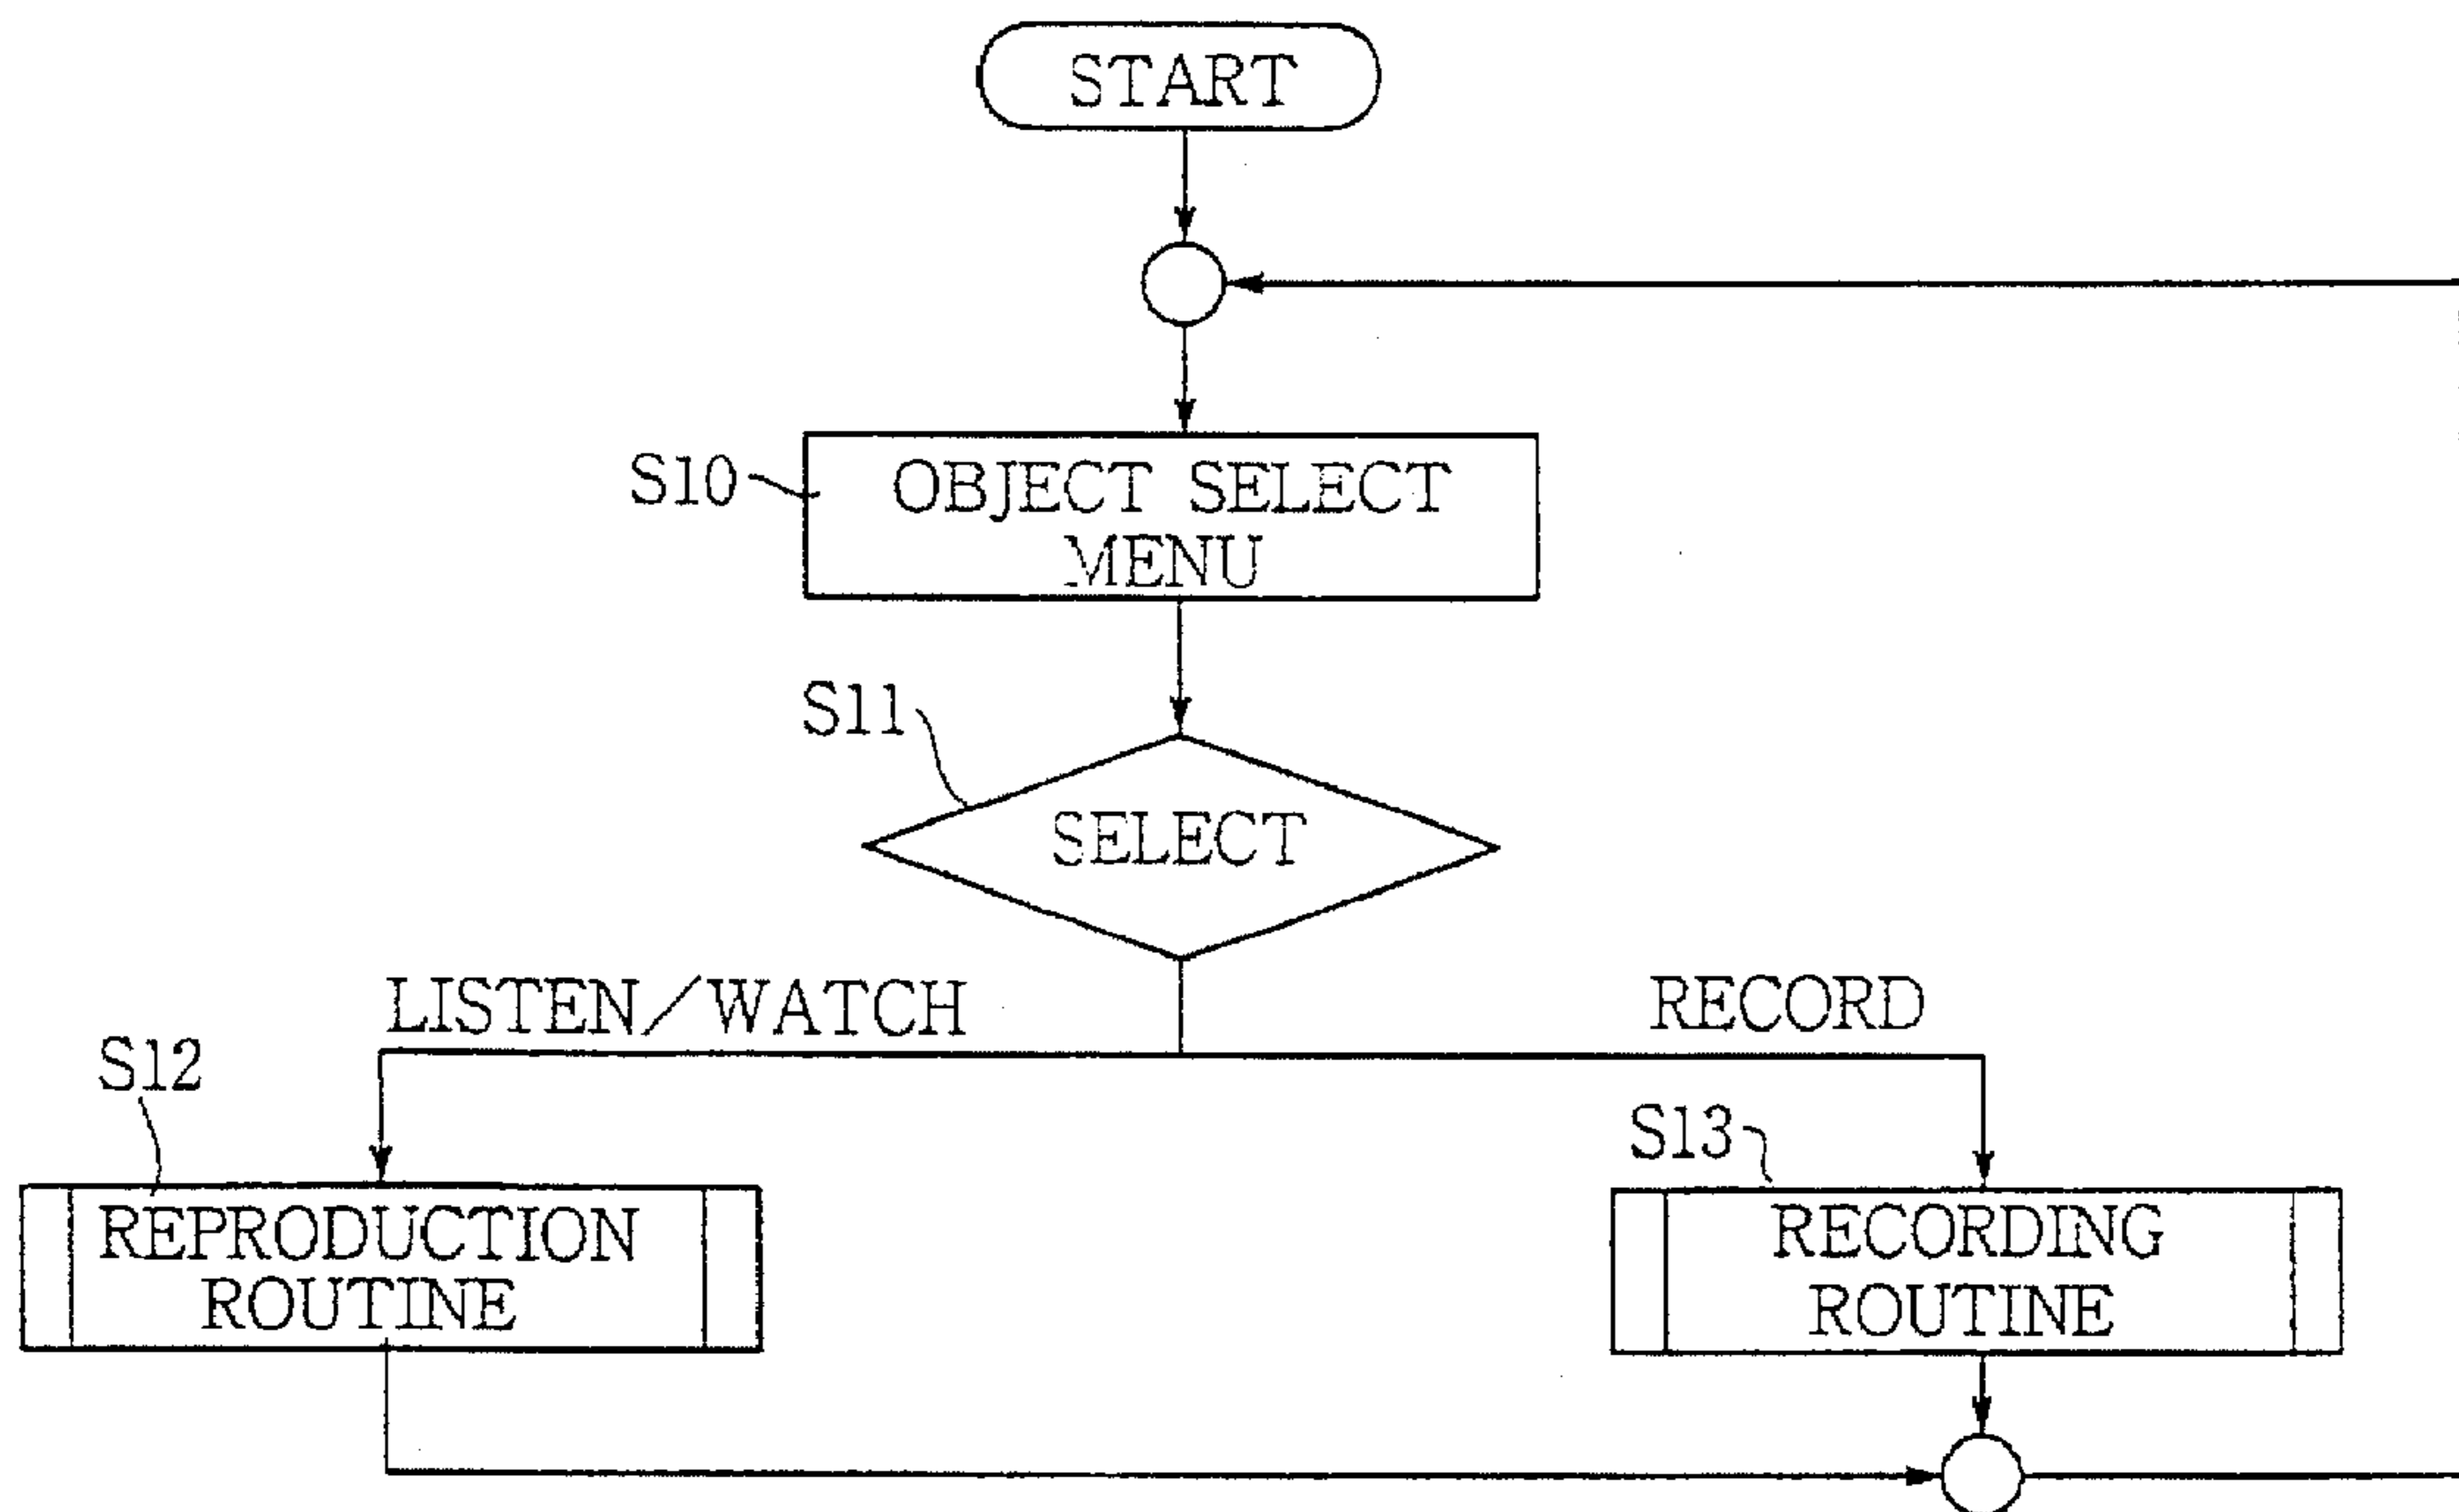 START
S10
OBJECT SELECT
MENU
S11
SELECT
LISTEN/WATCH
RECORD
S12
S13
REPRODUCTION
ROUTINE
RECORDING
ROUTINE